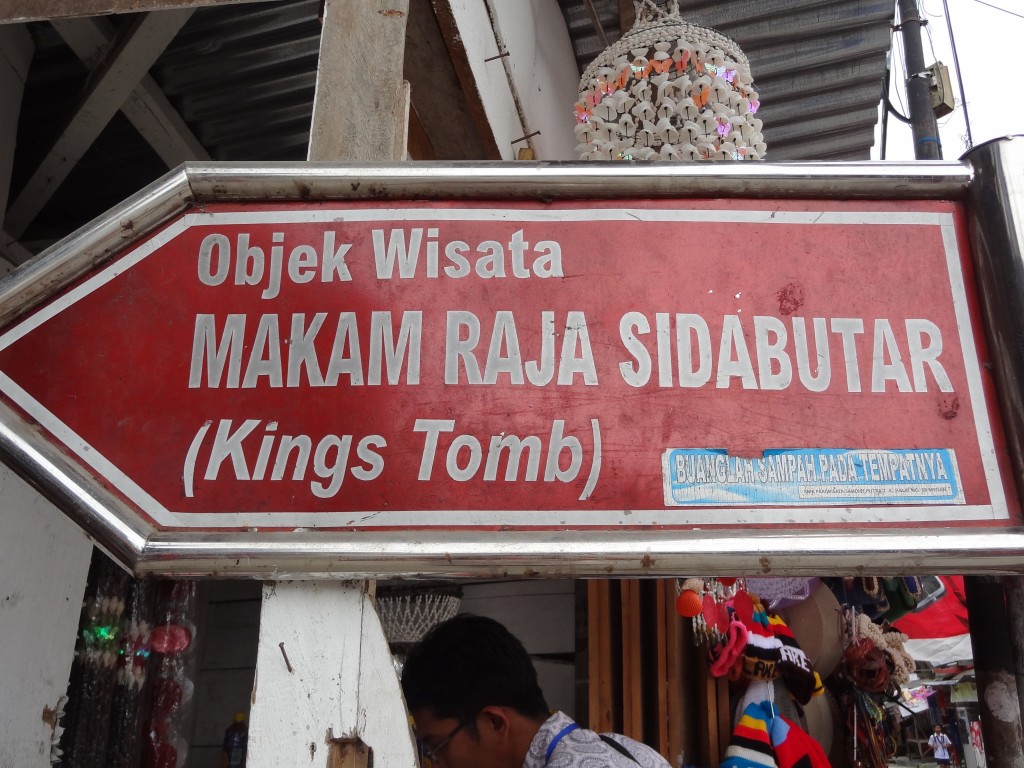 Objek Wisata
MAKAM RAJA SIDABUTAR
(Kings Tomb)
BUANGLAH SAMPAH PADA TEMPATNYA